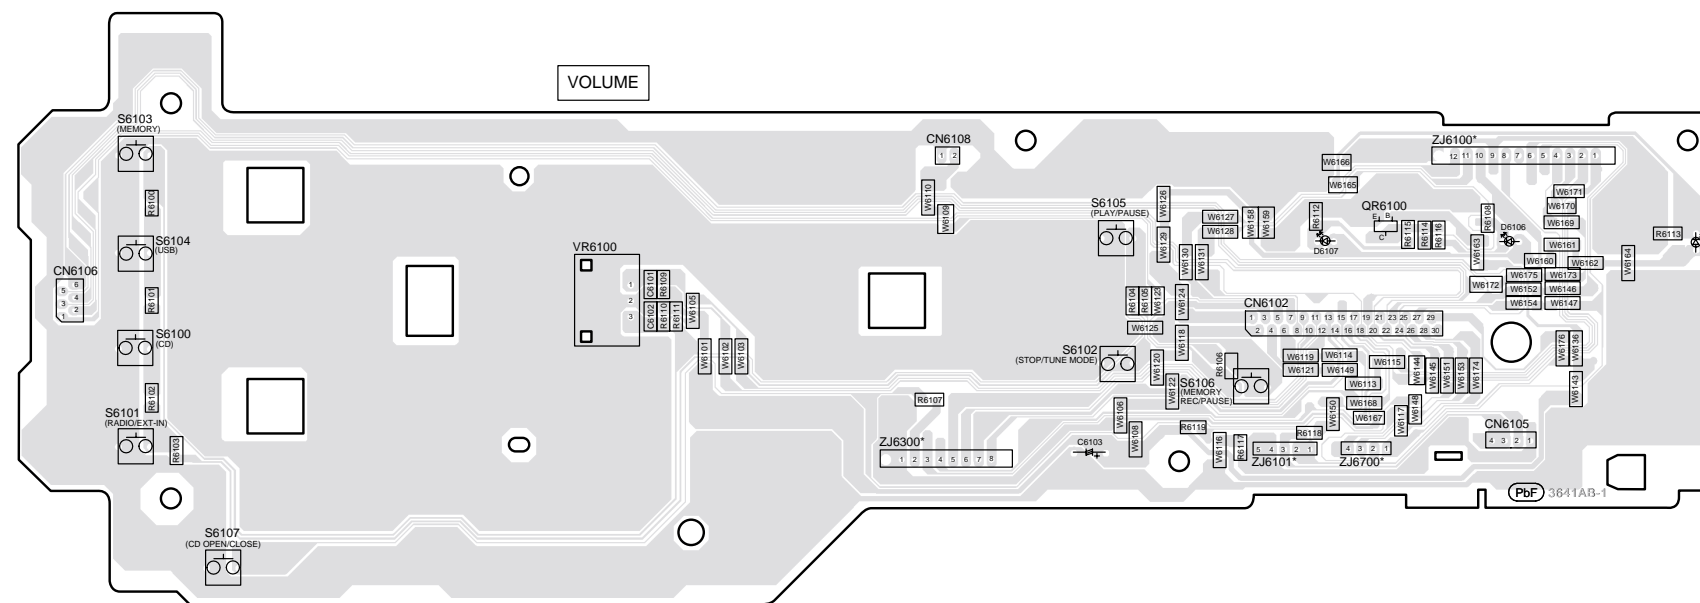 VOLUME
S6103
(MEMORY)
CN6108
1 2
ZJ6100*
12 11 10 9 8 7 6 5 4 3 2 1
W6166
W6165
W6171
W6170
W6169
W6161
W6160
W6162
W6175
W6173
W6172
W6152
W6146
W6154
W6147
W6164
R6113
W6110
W6109
S6105
(PLAY/PAUSE)
W6126
W6127
W6128
W6158
W6159
R6112
D6107
QR6100
E B
C
R6115
R6114
R6116
R6108
W6163
D6106
R6100
S6104
(USB)
CN6106
6
5
4
3
2
1
R6101
VR6100
1
2
3
C6101
R6109
C6102
R6110
R6111
W6105
W6129
W6130
W6131
R6104
R6105
W6123
W6124
W6125
CN6102
1 3 5 7 9 11 13 15 17 19 21 23 25 27 29
2 4 6 8 10 12 14 16 18 20 22 24 26 28 30
S6100
(CD)
W6101
W6102
W6103
S6102
(STOP/TUNE MODE)
W6118
W6120
W6122
R6106
S6106
(MEMORY
REC/PAUSE)
W6119
W6114
W6121
W6149
W6115
W6113
W6144
W6145
W6151
W6153
W6174
W6176
W6136
W6143
R6102
S6101
(RADIO/EXT-IN)
R6103
R6107
W6106
W6108
R6119
W6168
W6167
W6150
W6117
W6148
CN6105
4 3 2 1
ZJ6300*
1 2 3 4 5 6 7 8
C6103
+
W6116
R6117
R6118
5 4 3 2 1
ZJ6101*
4 3 2 1
ZJ6700*
PbF 3641AB-1
S6107
(CD OPEN/CLOSE)